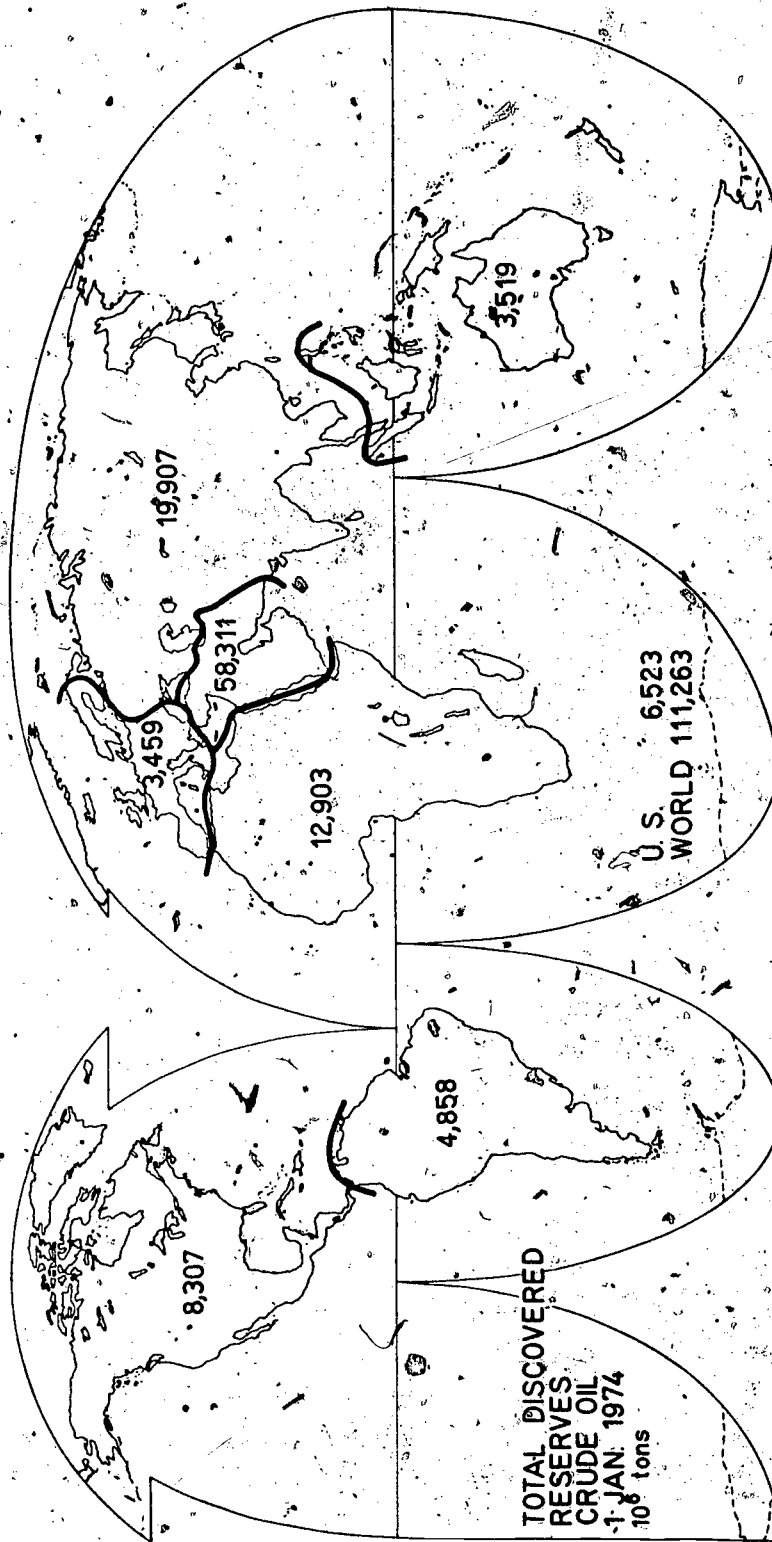 8,307
3,459
19,907
58,311
12,903
4,858
3,519
TOTAL DISCOVERED
RESERVES
CRUDE OIL
1 JAN. 1974
10⁶ tons
U. S. 6,523
WORLD 111,263